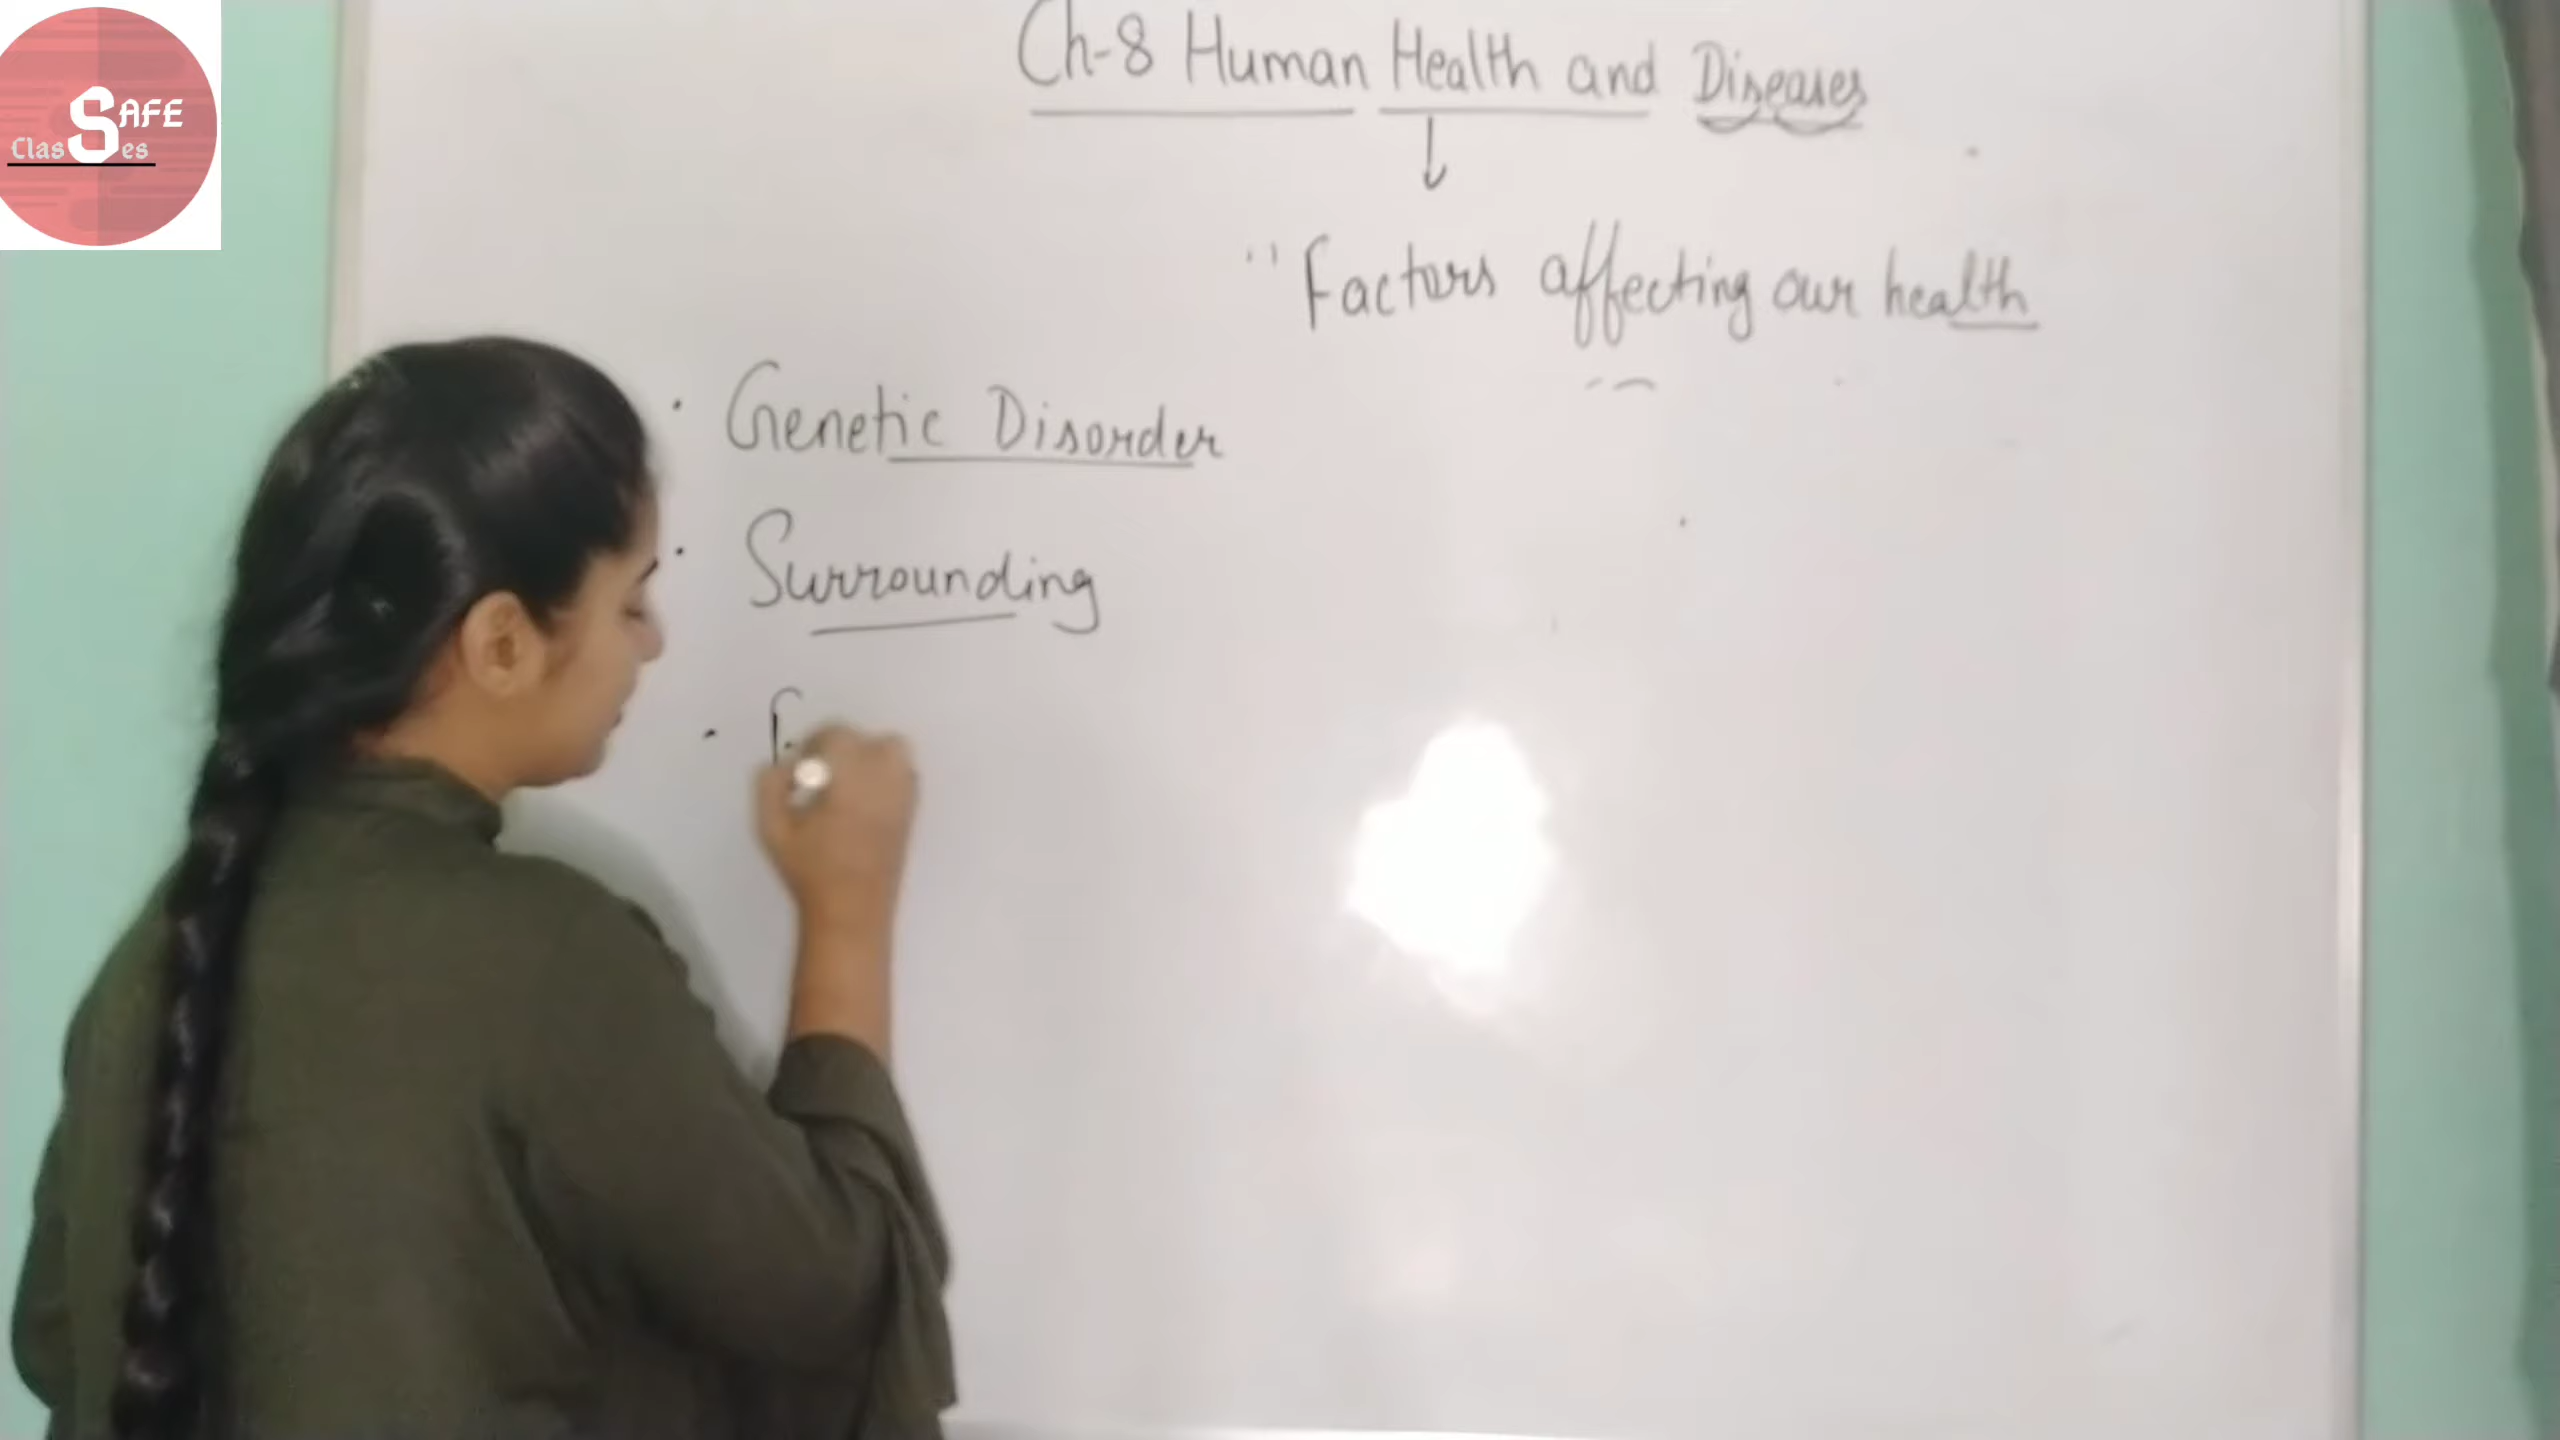 SAFE
Classes
Ch-8 Human Health and Diseases
" Factors affecting our health
· Genetic Disorder
· Surrounding
· F